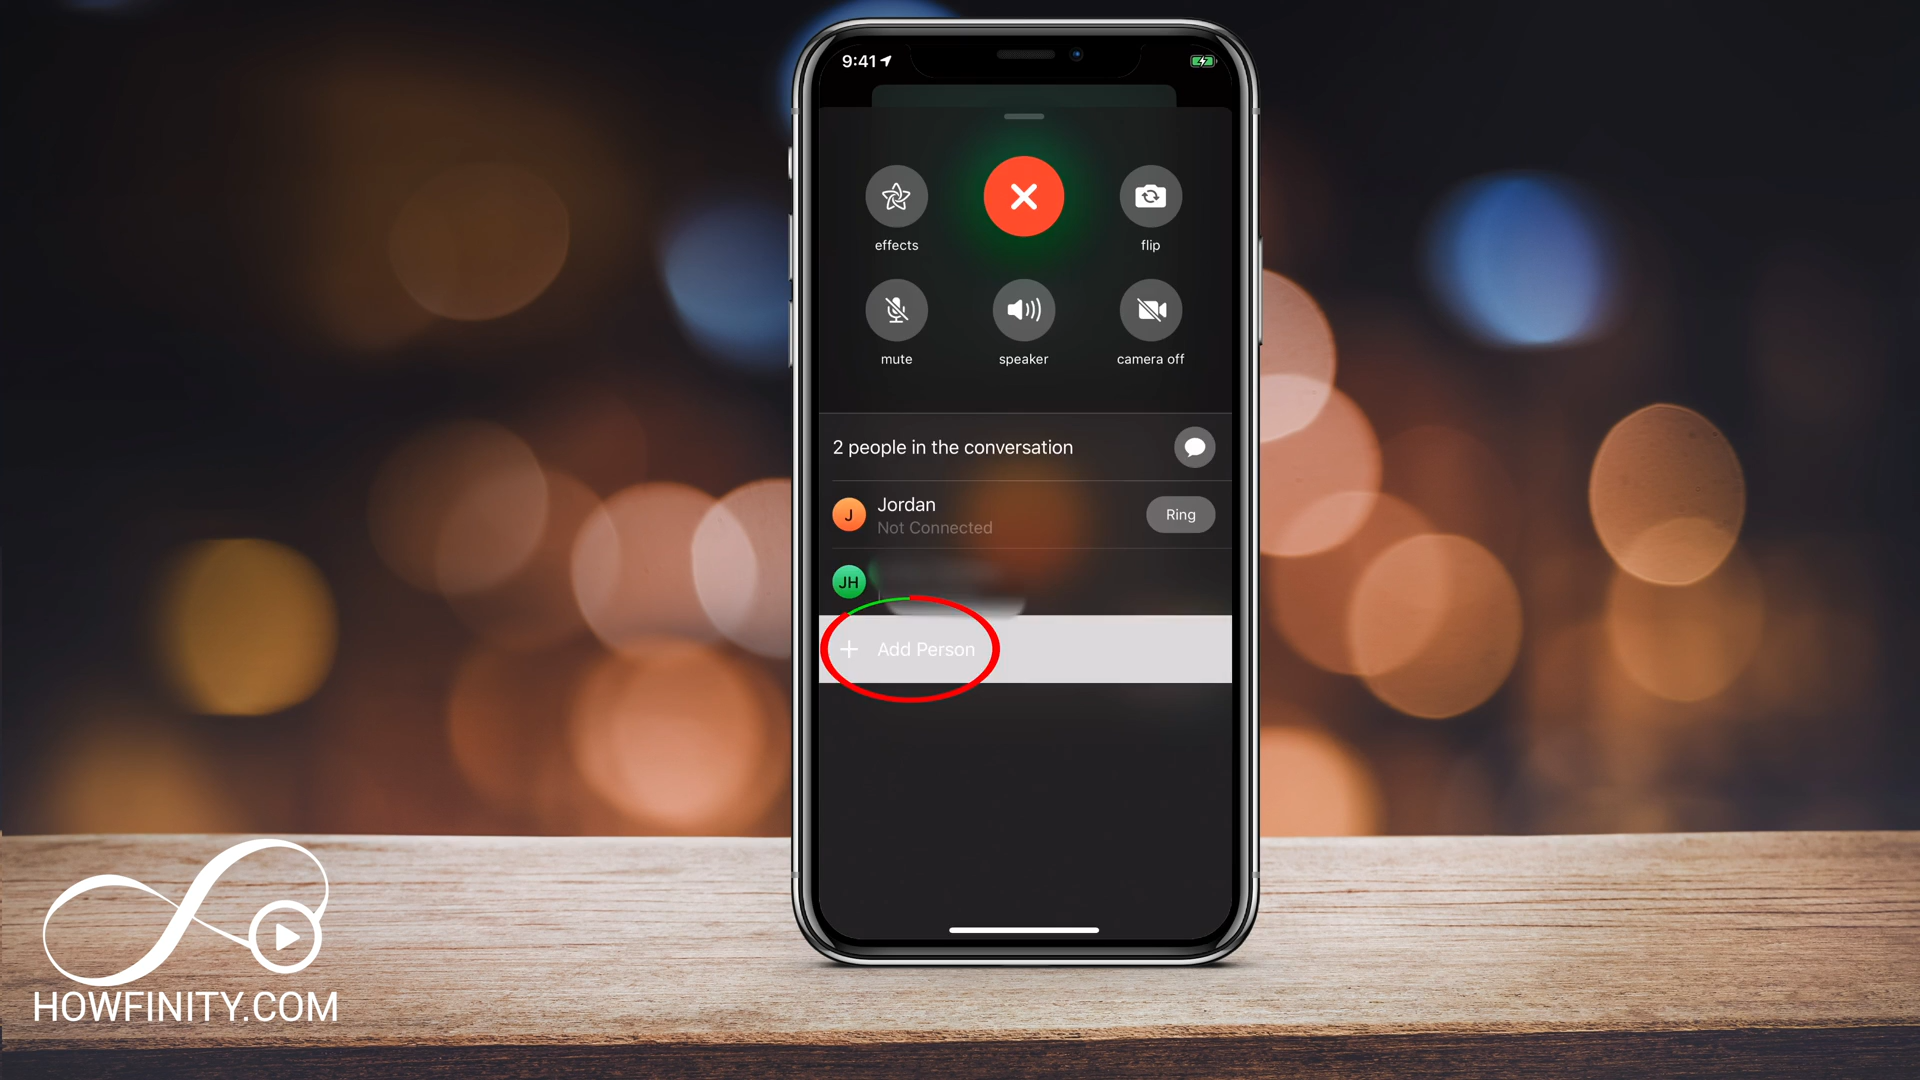 9:41
effects
flip
mute
speaker
camera off
2 people in the conversation
J
Jordan
Not Connected
Ring
JH
+ Add Person
HOWFINITY.COM